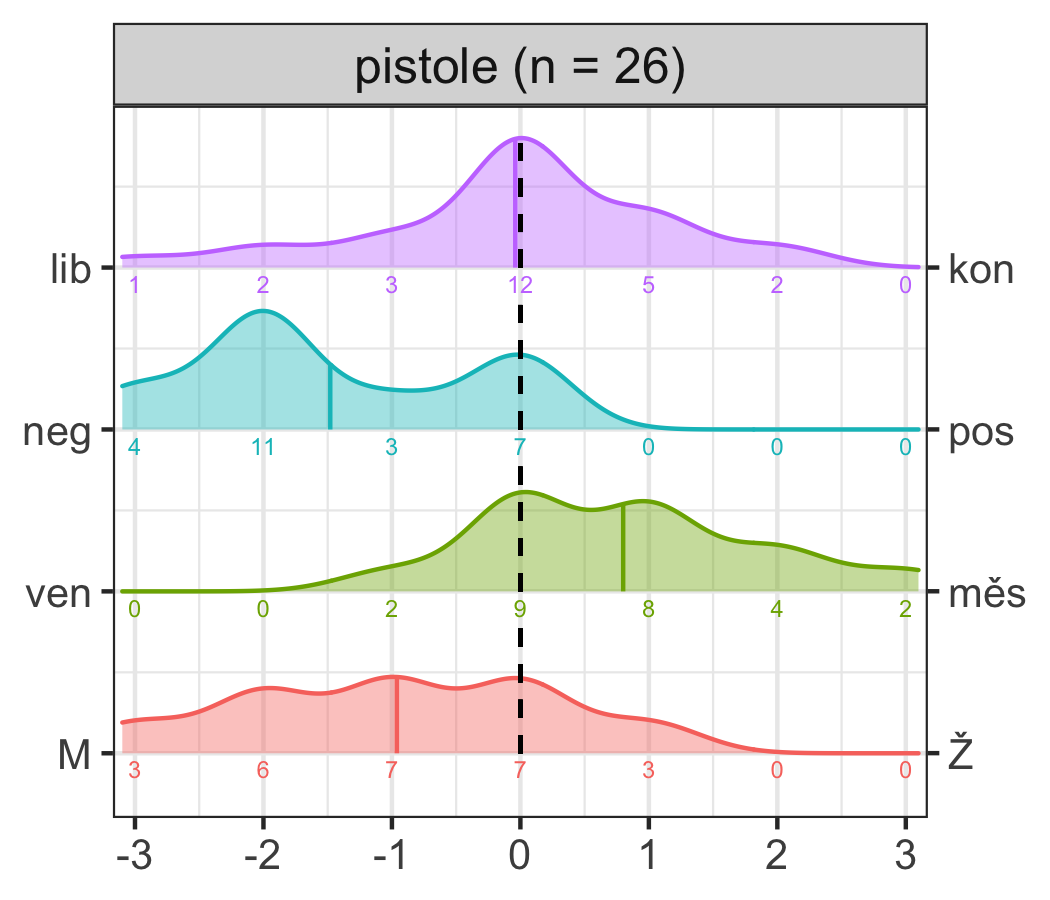 pistole (n = 26)
lib kon
1 2 3 12 5 2 0
neg pos
4 11 3 7 0 0 0
ven měs
0 0 2 9 8 4 2
M Ž
3 6 7 7 3 0 0
-3 -2 -1 0 1 2 3